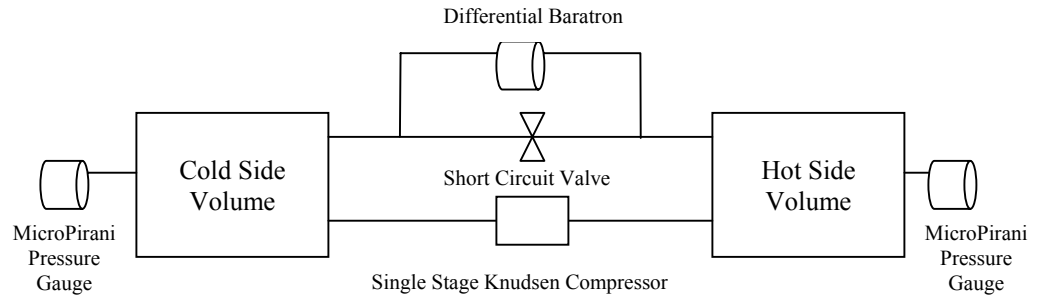 Differential Baratron
Cold Side
Volume
Short Circuit Valve
Hot Side
Volume
MicroPirani
Pressure
Gauge
MicroPirani
Pressure
Gauge
Single Stage Knudsen Compressor